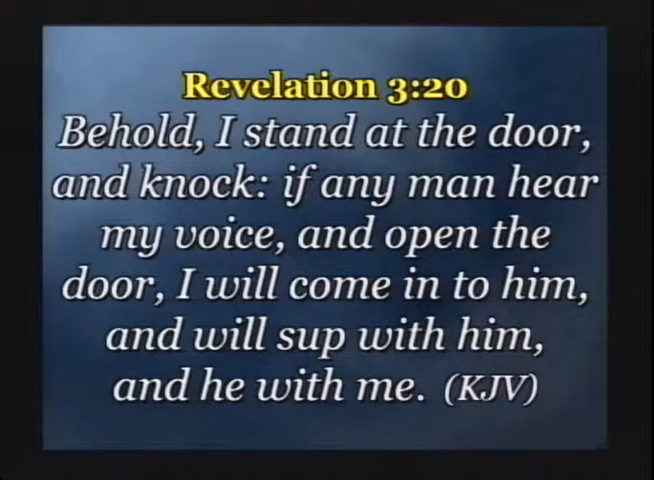 Revelation 3:20
Behold, I stand at the door,
and knock: if any man hear
my voice, and open the
door, I will come in to him,
and will sup with him,
and he with me. (KJV)